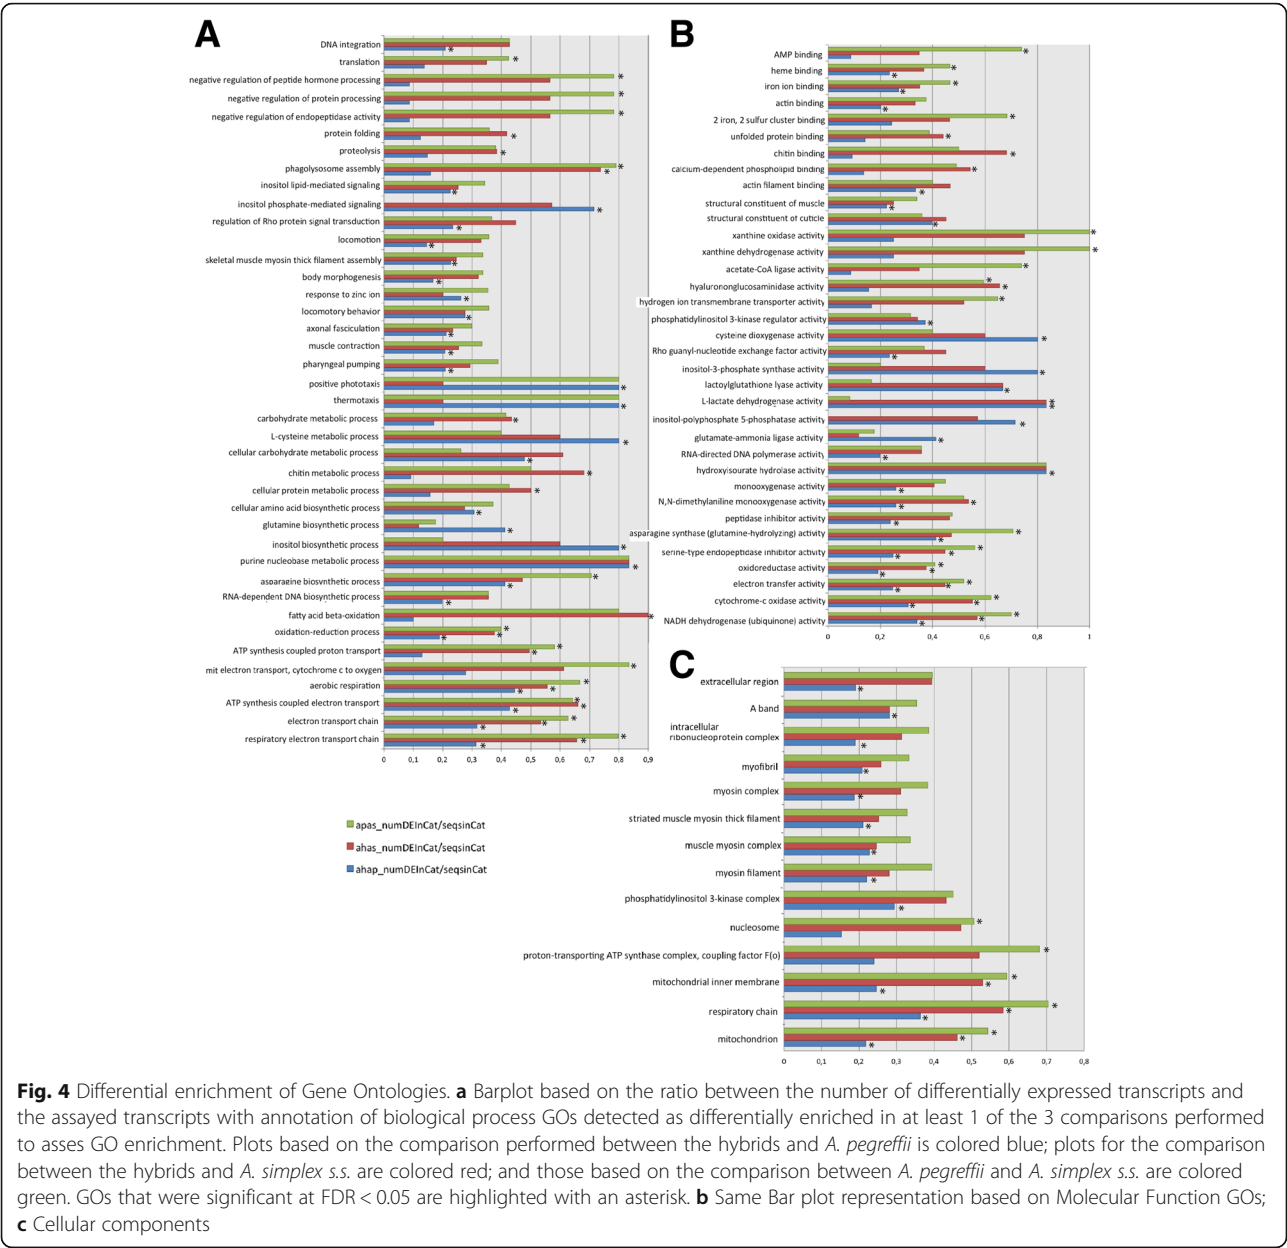 A
DNA integration
translation
negative regulation of peptide hormone processing
negative regulation of protein processing
negative regulation of endopeptidase activity
protein folding
proteolysis
phagolysosome assembly
inositol lipid-mediated signaling
inositol phosphate-mediated signaling
regulation of Rho protein signal transduction
locomotion
skeletal muscle myosin thick filament assembly
body morphogenesis
response to zinc ion
locomotory behavior
axonal fasciculation
muscle contraction
pharyngeal pumping
positive phototaxis
thermotaxis
carbohydrate metabolic process
L-cysteine metabolic process
cellular carbohydrate metabolic process
chitin metabolic process
cellular protein metabolic process
cellular amino acid biosynthetic process
glutamine biosynthetic process
inositol biosynthetic process
purine nucleobase metabolic process
asparagine biosynthetic process
RNA-dependent DNA biosynthetic process
fatty acid beta-oxidation
oxidation-reduction process
ATP synthesis coupled proton transport
mit electron transport, cytochrome c to oxygen
aerobic respiration
ATP synthesis coupled electron transport
electron transport chain
respiratory electron transport chain
0 0,1 0,2 0,3 0,4 0,5 0,6 0,7 0,8 0,9
apas_numDEInCat/seqsinCat
ahas_numDEInCat/seqsinCat
ahap_numDEInCat/seqsinCat
B
AMP binding
heme binding
iron ion binding
actin binding
2 iron, 2 sulfur cluster binding
unfolded protein binding
chitin binding
calcium-dependent phospholipid binding
actin filament binding
structural constituent of muscle
structural constituent of cuticle
xanthine oxidase activity
xanthine dehydrogenase activity
acetate-CoA ligase activity
hyalurononglucosaminidase activity
hydrogen ion transmembrane transporter activity
phosphatidylinositol 3-kinase regulator activity
cysteine dioxygenase activity
Rho guanyl-nucleotide exchange factor activity
inositol-3-phosphate synthase activity
lactoylglutathione lyase activity
L-lactate dehydrogenase activity
inositol-polyphosphate 5-phosphatase activity
glutamate-ammonia ligase activity
RNA-directed DNA polymerase activity
hydroxyisourate hydrolase activity
monooxygenase activity
N,N-dimethylaniline monooxygenase activity
peptidase inhibitor activity
asparagine synthase (glutamine-hydrolyzing) activity
serine-type endopeptidase inhibitor activity
oxidoreductase activity
electron transfer activity
cytochrome-c oxidase activity
NADH dehydrogenase (ubiquinone) activity
0 0,2 0,4 0,6 0,8 1
C
extracellular region
A band
intracellular
ribonucleoprotein complex
myofibril
myosin complex
striated muscle myosin thick filament
muscle myosin complex
myosin filament
phosphatidylinositol 3-kinase complex
nucleosome
proton-transporting ATP synthase complex, coupling factor F(o)
mitochondrial inner membrane
respiratory chain
mitochondrion
0 0,1 0,2 0,3 0,4 0,5 0,6 0,7 0,8
Fig. 4 Differential enrichment of Gene Ontologies. a Barplot based on the ratio between the number of differentially expressed transcripts and
the assayed transcripts with annotation of biological process GOs detected as differentially enriched in at least 1 of the 3 comparisons performed
to asses GO enrichment. Plots based on the comparison performed between the hybrids and A. pegreffii is colored blue; plots for the comparison
between the hybrids and A. simplex s.s. are colored red; and those based on the comparison between A. pegreffii and A. simplex s.s. are colored
green. GOs that were significant at FDR < 0.05 are highlighted with an asterisk. b Same Bar plot representation based on Molecular Function GOs;
c Cellular components